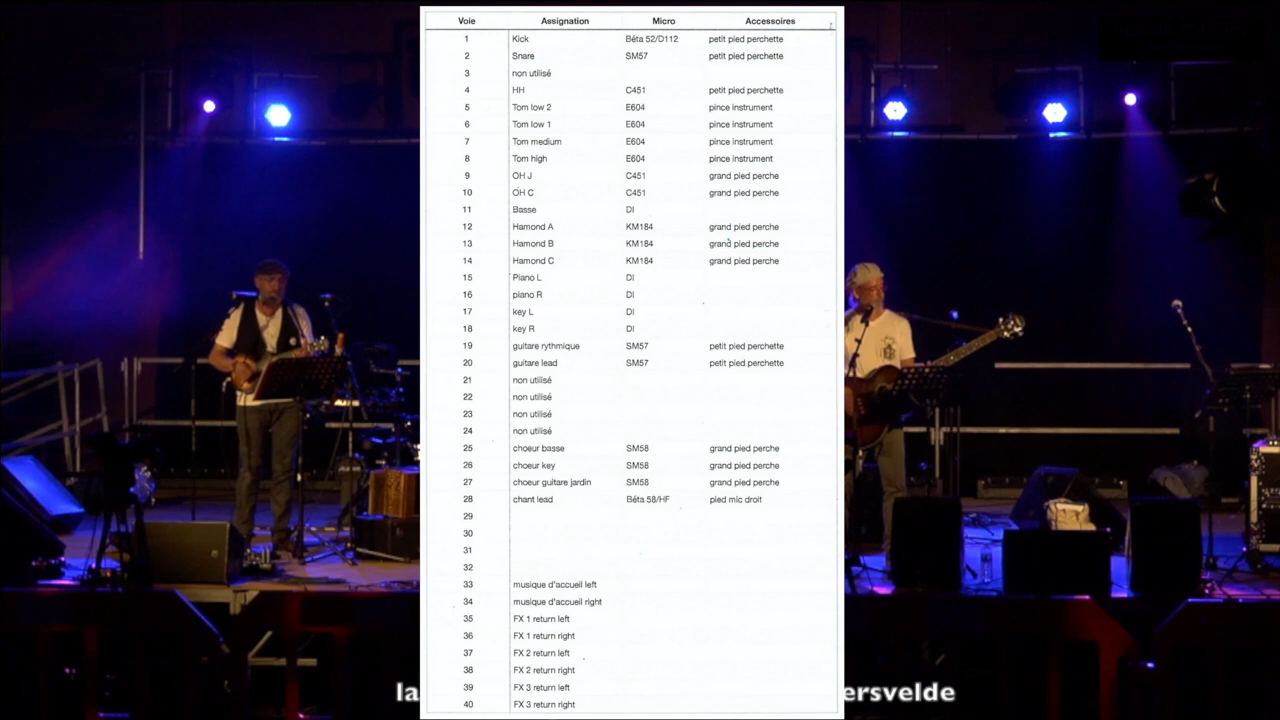 Voie Assignation Micro Accessoires
1 Kick Béta 52/D112 petit pied perchette
2 Snare SM57 petit pied perchette
3 non utilisé
4 HH C451 petit pied perchette
5 Tom low 2 E604 pince instrument
6 Tom low 1 E604 pince instrument
7 Tom medium E604 pince instrument
8 Tom high E604 pince instrument
9 OH J C451 grand pied perche
10 OH C C451 grand pied perche
11 Basse DI
12 Hamond A KM184 grand pied perche
13 Hamond B KM184 grand pied perche
14 Hamond C KM184 grand pied perche
15 Piano L DI
16 piano R DI
17 key L DI
18 key R DI
19 guitare rythmique SM57 petit pied perchette
20 guitare lead SM57 petit pied perchette
21 non utilisé
22 non utilisé
23 non utilisé
24 non utilisé
25 choeur basse SM58 grand pied perche
26 choeur key SM58 grand pied perche
27 choeur guitare jardin SM58 grand pied perche
28 chant lead Béta 58/HF pied mic droit
29
30
31
32
33 musique d'accueil left
34 musique d'accueil right
35 FX 1 return left
36 FX 1 return right
37 FX 2 return left
38 FX 2 return right
39 FX 3 return left
40 FX 3 return right
la ersvelde